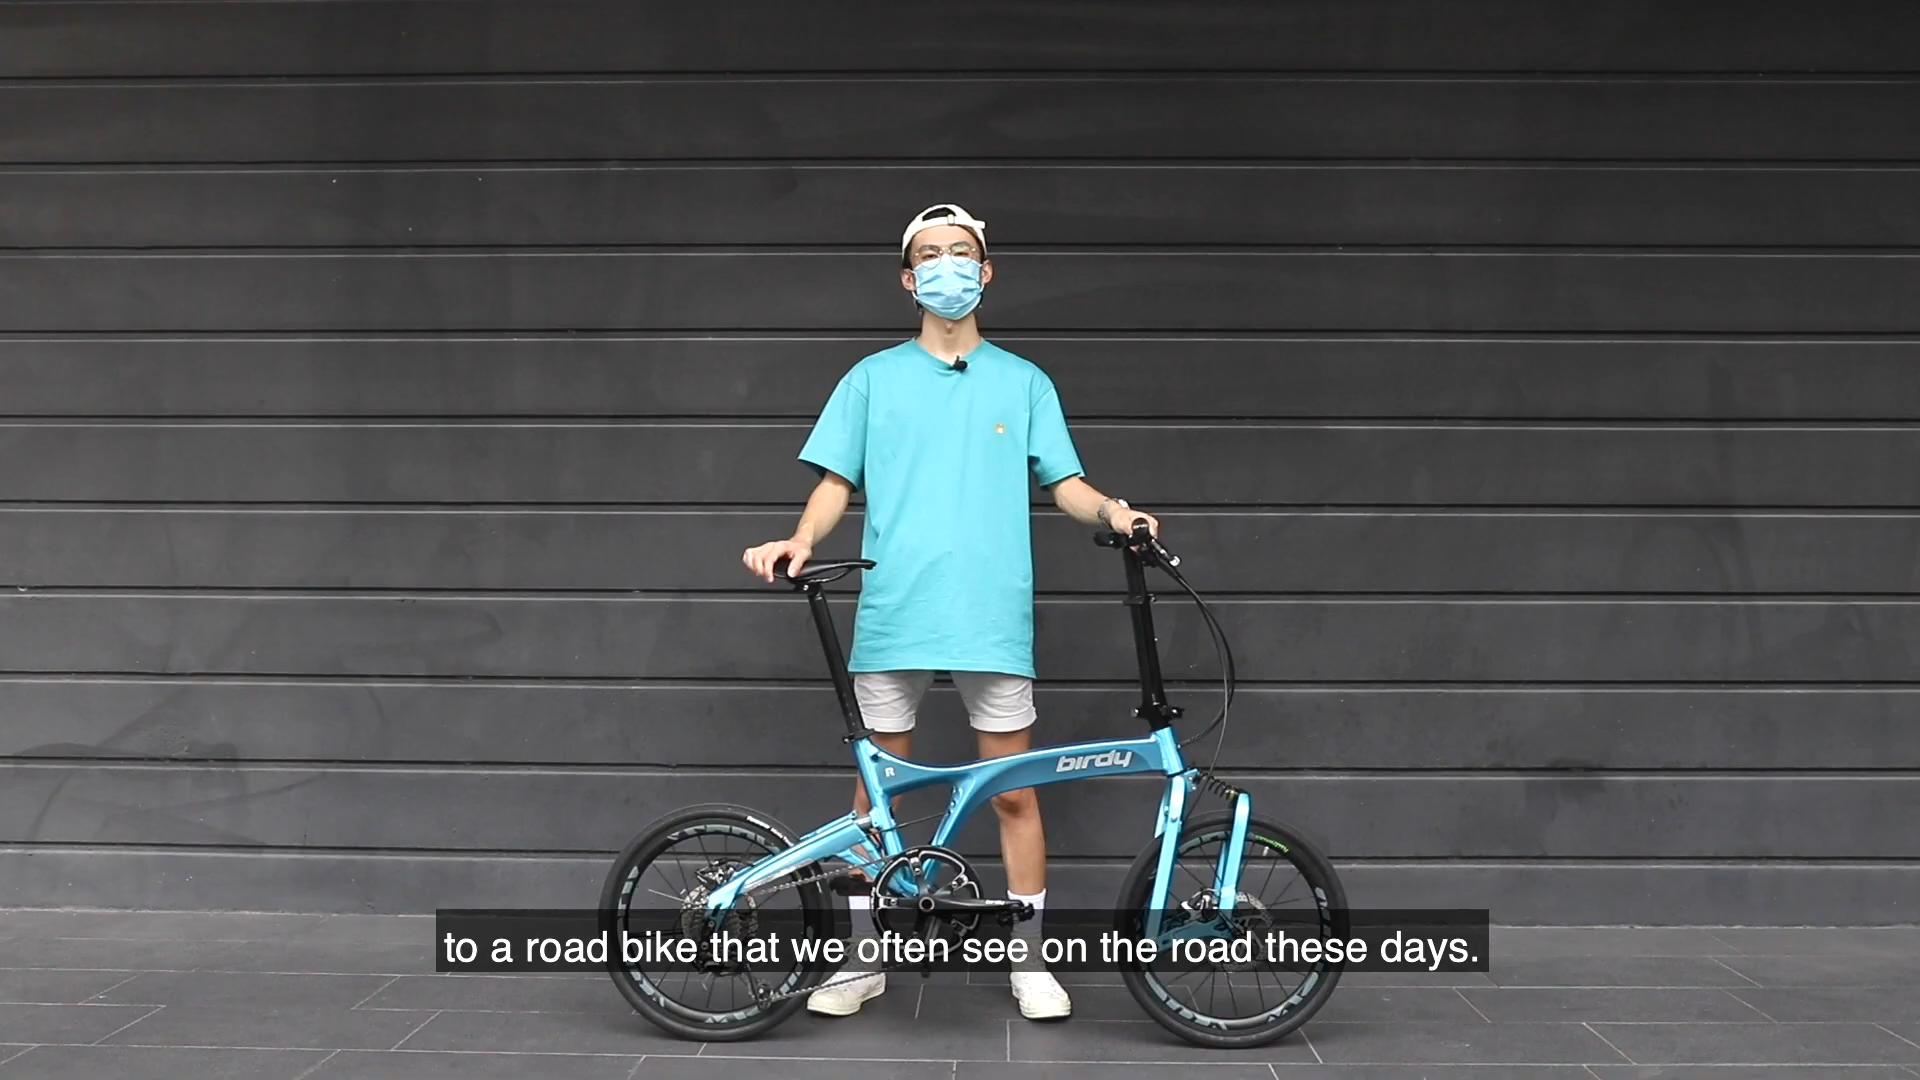 birdy
R
to a road bike that we often see on the road these days.